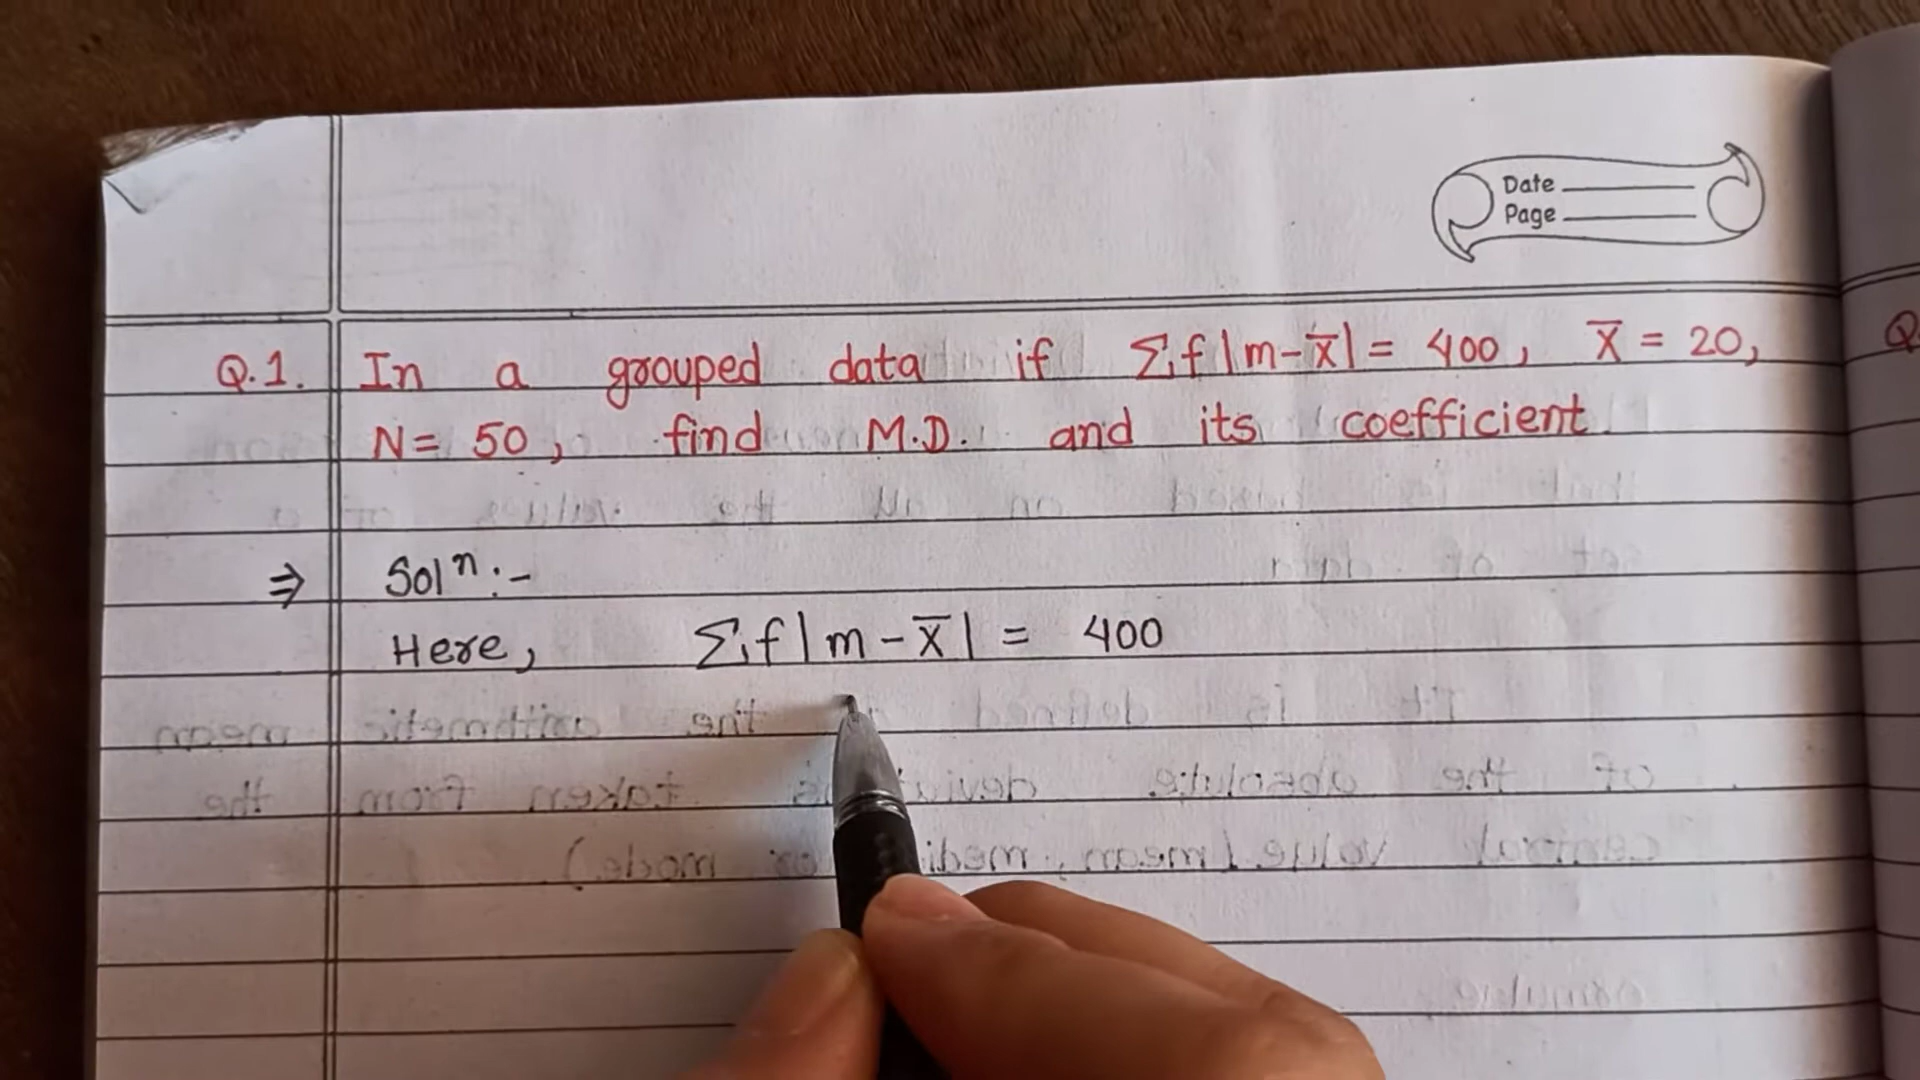 Date
Page
Q.1. In a grouped data if Σf|m-x̄| = 400, x̄ = 20,
N = 50, find M.D. and its coefficient
⇒ Solⁿ:-
Here, Σf|m-x̄| = 400
Q